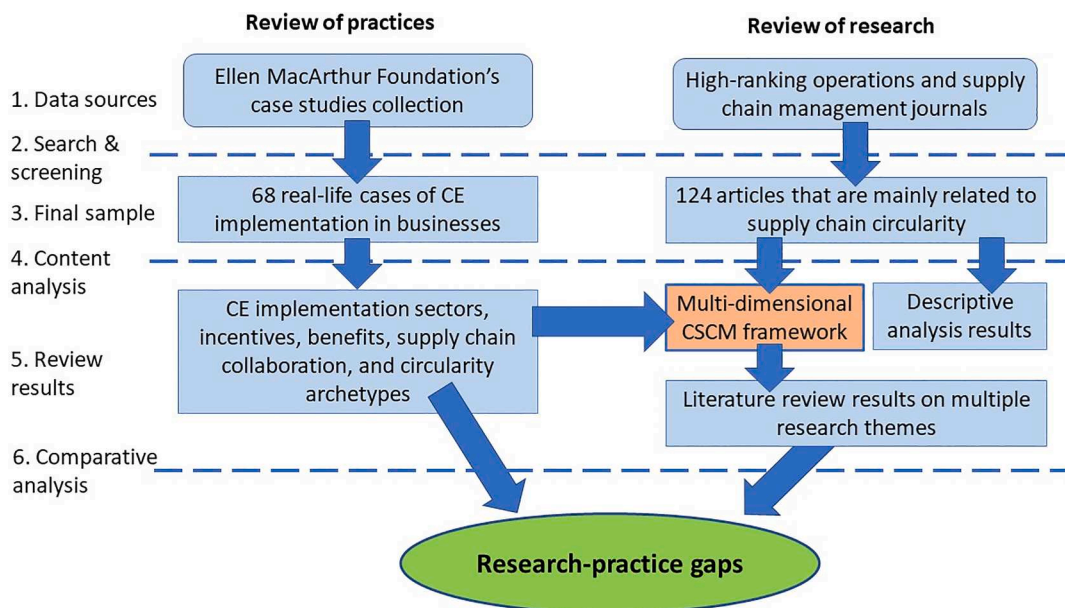 Review of practices
Review of research
1. Data sources
Ellen MacArthur Foundation's
case studies collection
High-ranking operations and supply
chain management journals
2. Search &
screening
3. Final sample
68 real-life cases of CE
implementation in businesses
124 articles that are mainly related to
supply chain circularity
4. Content
analysis
5. Review
results
CE implementation sectors,
incentives, benefits, supply chain
collaboration, and circularity
archetypes
Multi-dimensional
CSCM framework
Descriptive
analysis results
Literature review results on multiple
research themes
6. Comparative
analysis
Research-practice gaps